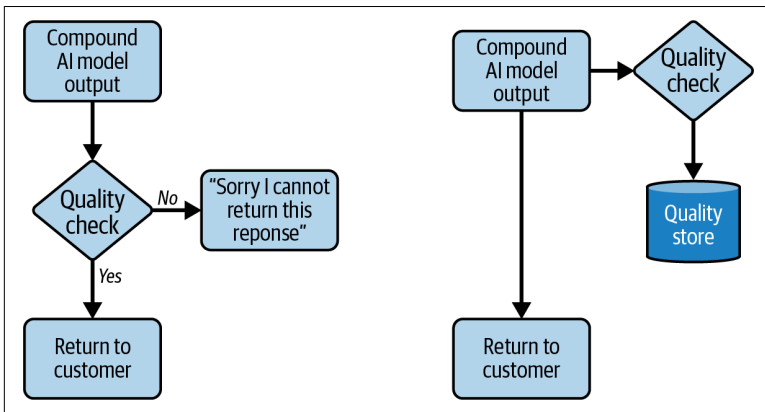 Compound
AI model
output
Quality
check
No
“Sorry I cannot
return this
reponse”
Yes
Return to
customer
Compound
AI model
output
Quality
check
Quality
store
Return to
customer